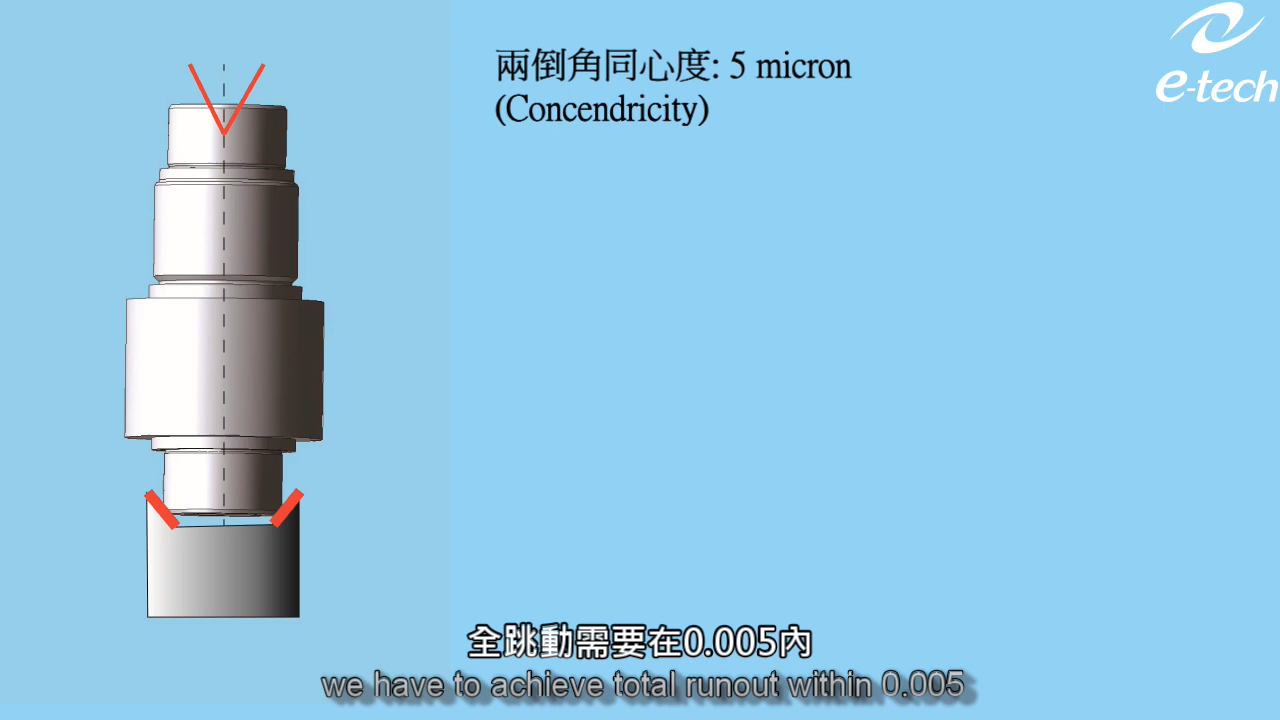 兩倒角同心度: 5 micron
(Concendricity)
e-tech
全跳動需要在0.005內
we have to achieve total runout within 0.005